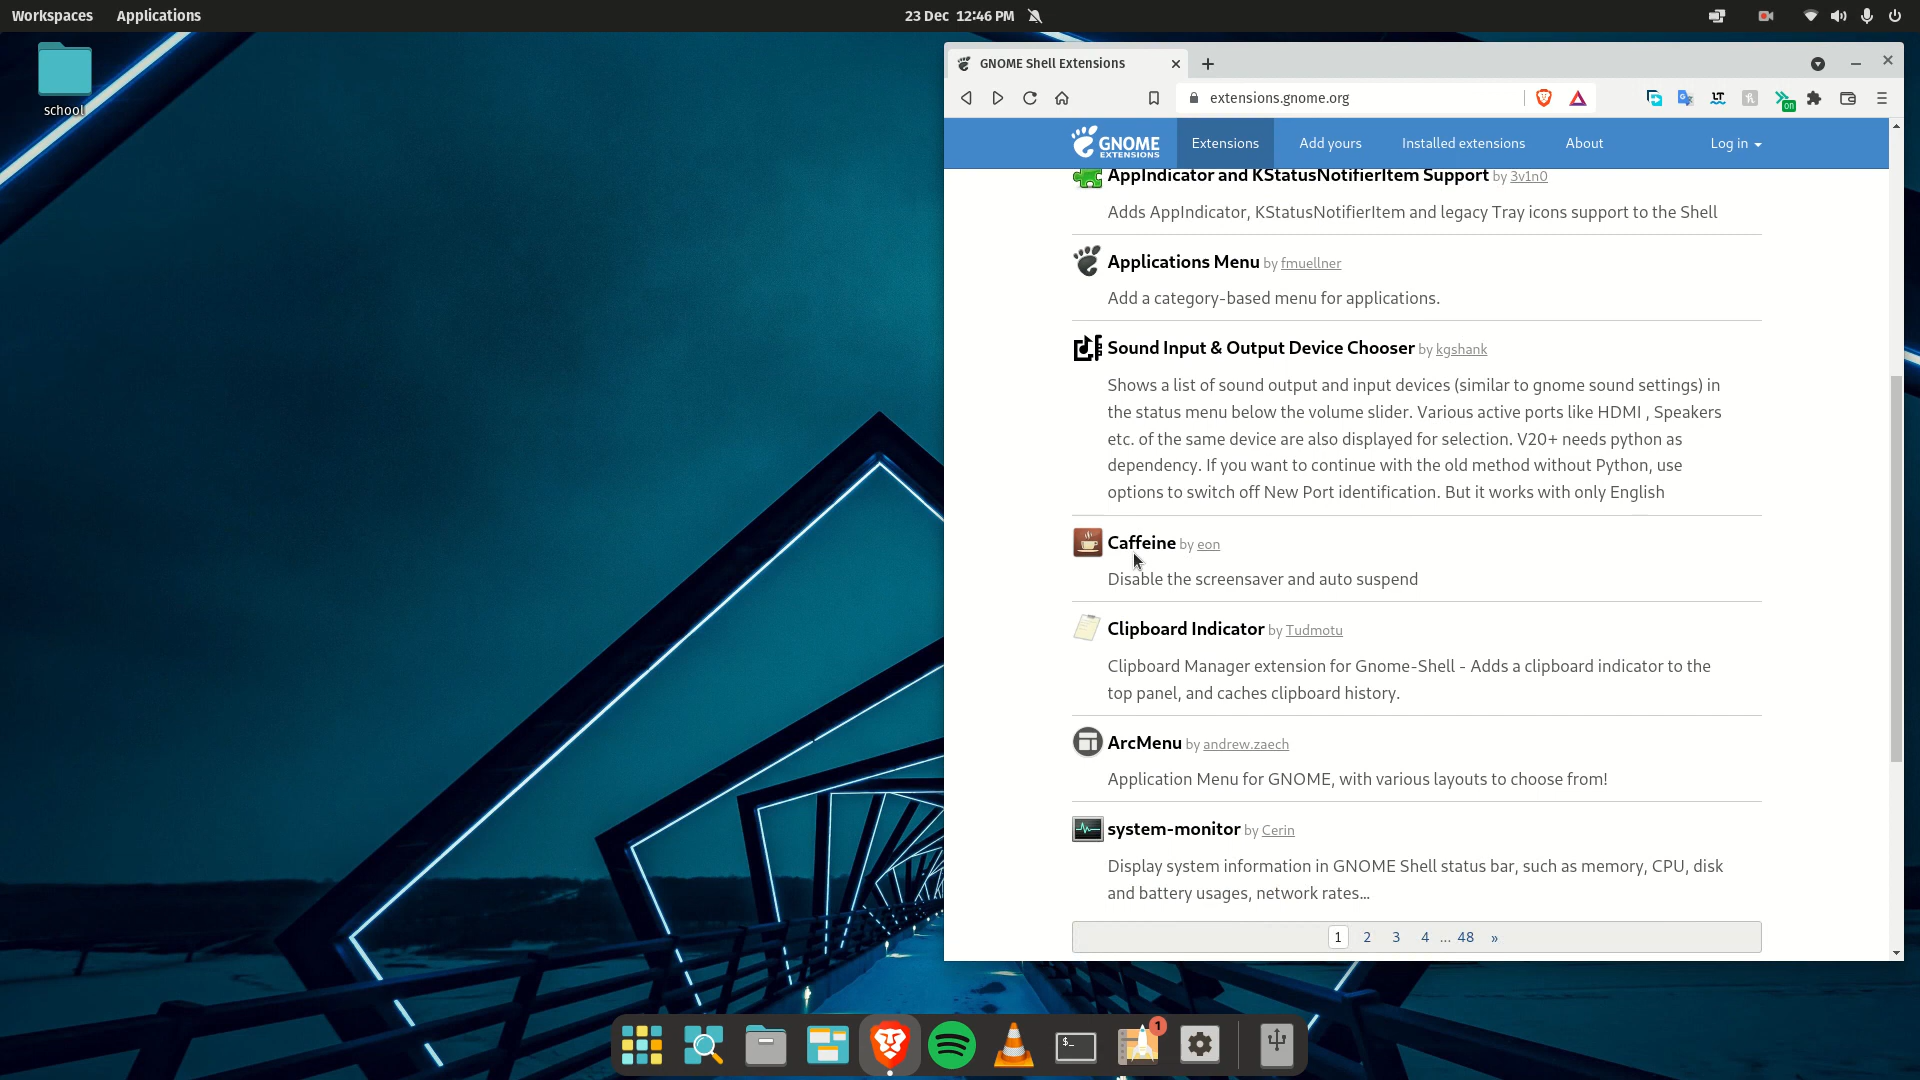 Workspaces Applications 23 Dec 12:46 PM
school
GNOME Shell Extensions
extensions.gnome.org
on
GNOME
EXTENSIONS
Extensions Add yours Installed extensions About Log in
AppIndicator and KStatusNotifierItem Support by 3v1n0
Adds AppIndicator, KStatusNotifierItem and legacy Tray icons support to the Shell
Applications Menu by fmuellner
Add a category-based menu for applications.
Sound Input & Output Device Chooser by kgshank
Shows a list of sound output and input devices (similar to gnome sound settings) in
the status menu below the volume slider. Various active ports like HDMI , Speakers
etc. of the same device are also displayed for selection. V20+ needs python as
dependency. If you want to continue with the old method without Python, use
options to switch off New Port identification. But it works with only English
Caffeine by eon
Disable the screensaver and auto suspend
Clipboard Indicator by Tudmotu
Clipboard Manager extension for Gnome-Shell - Adds a clipboard indicator to the
top panel, and caches clipboard history.
ArcMenu by andrew.zaech
Application Menu for GNOME, with various layouts to choose from!
system-monitor by Cerin
Display system information in GNOME Shell status bar, such as memory, CPU, disk
and battery usages, network rates...
1 2 3 4 ... 48 »
$_
1